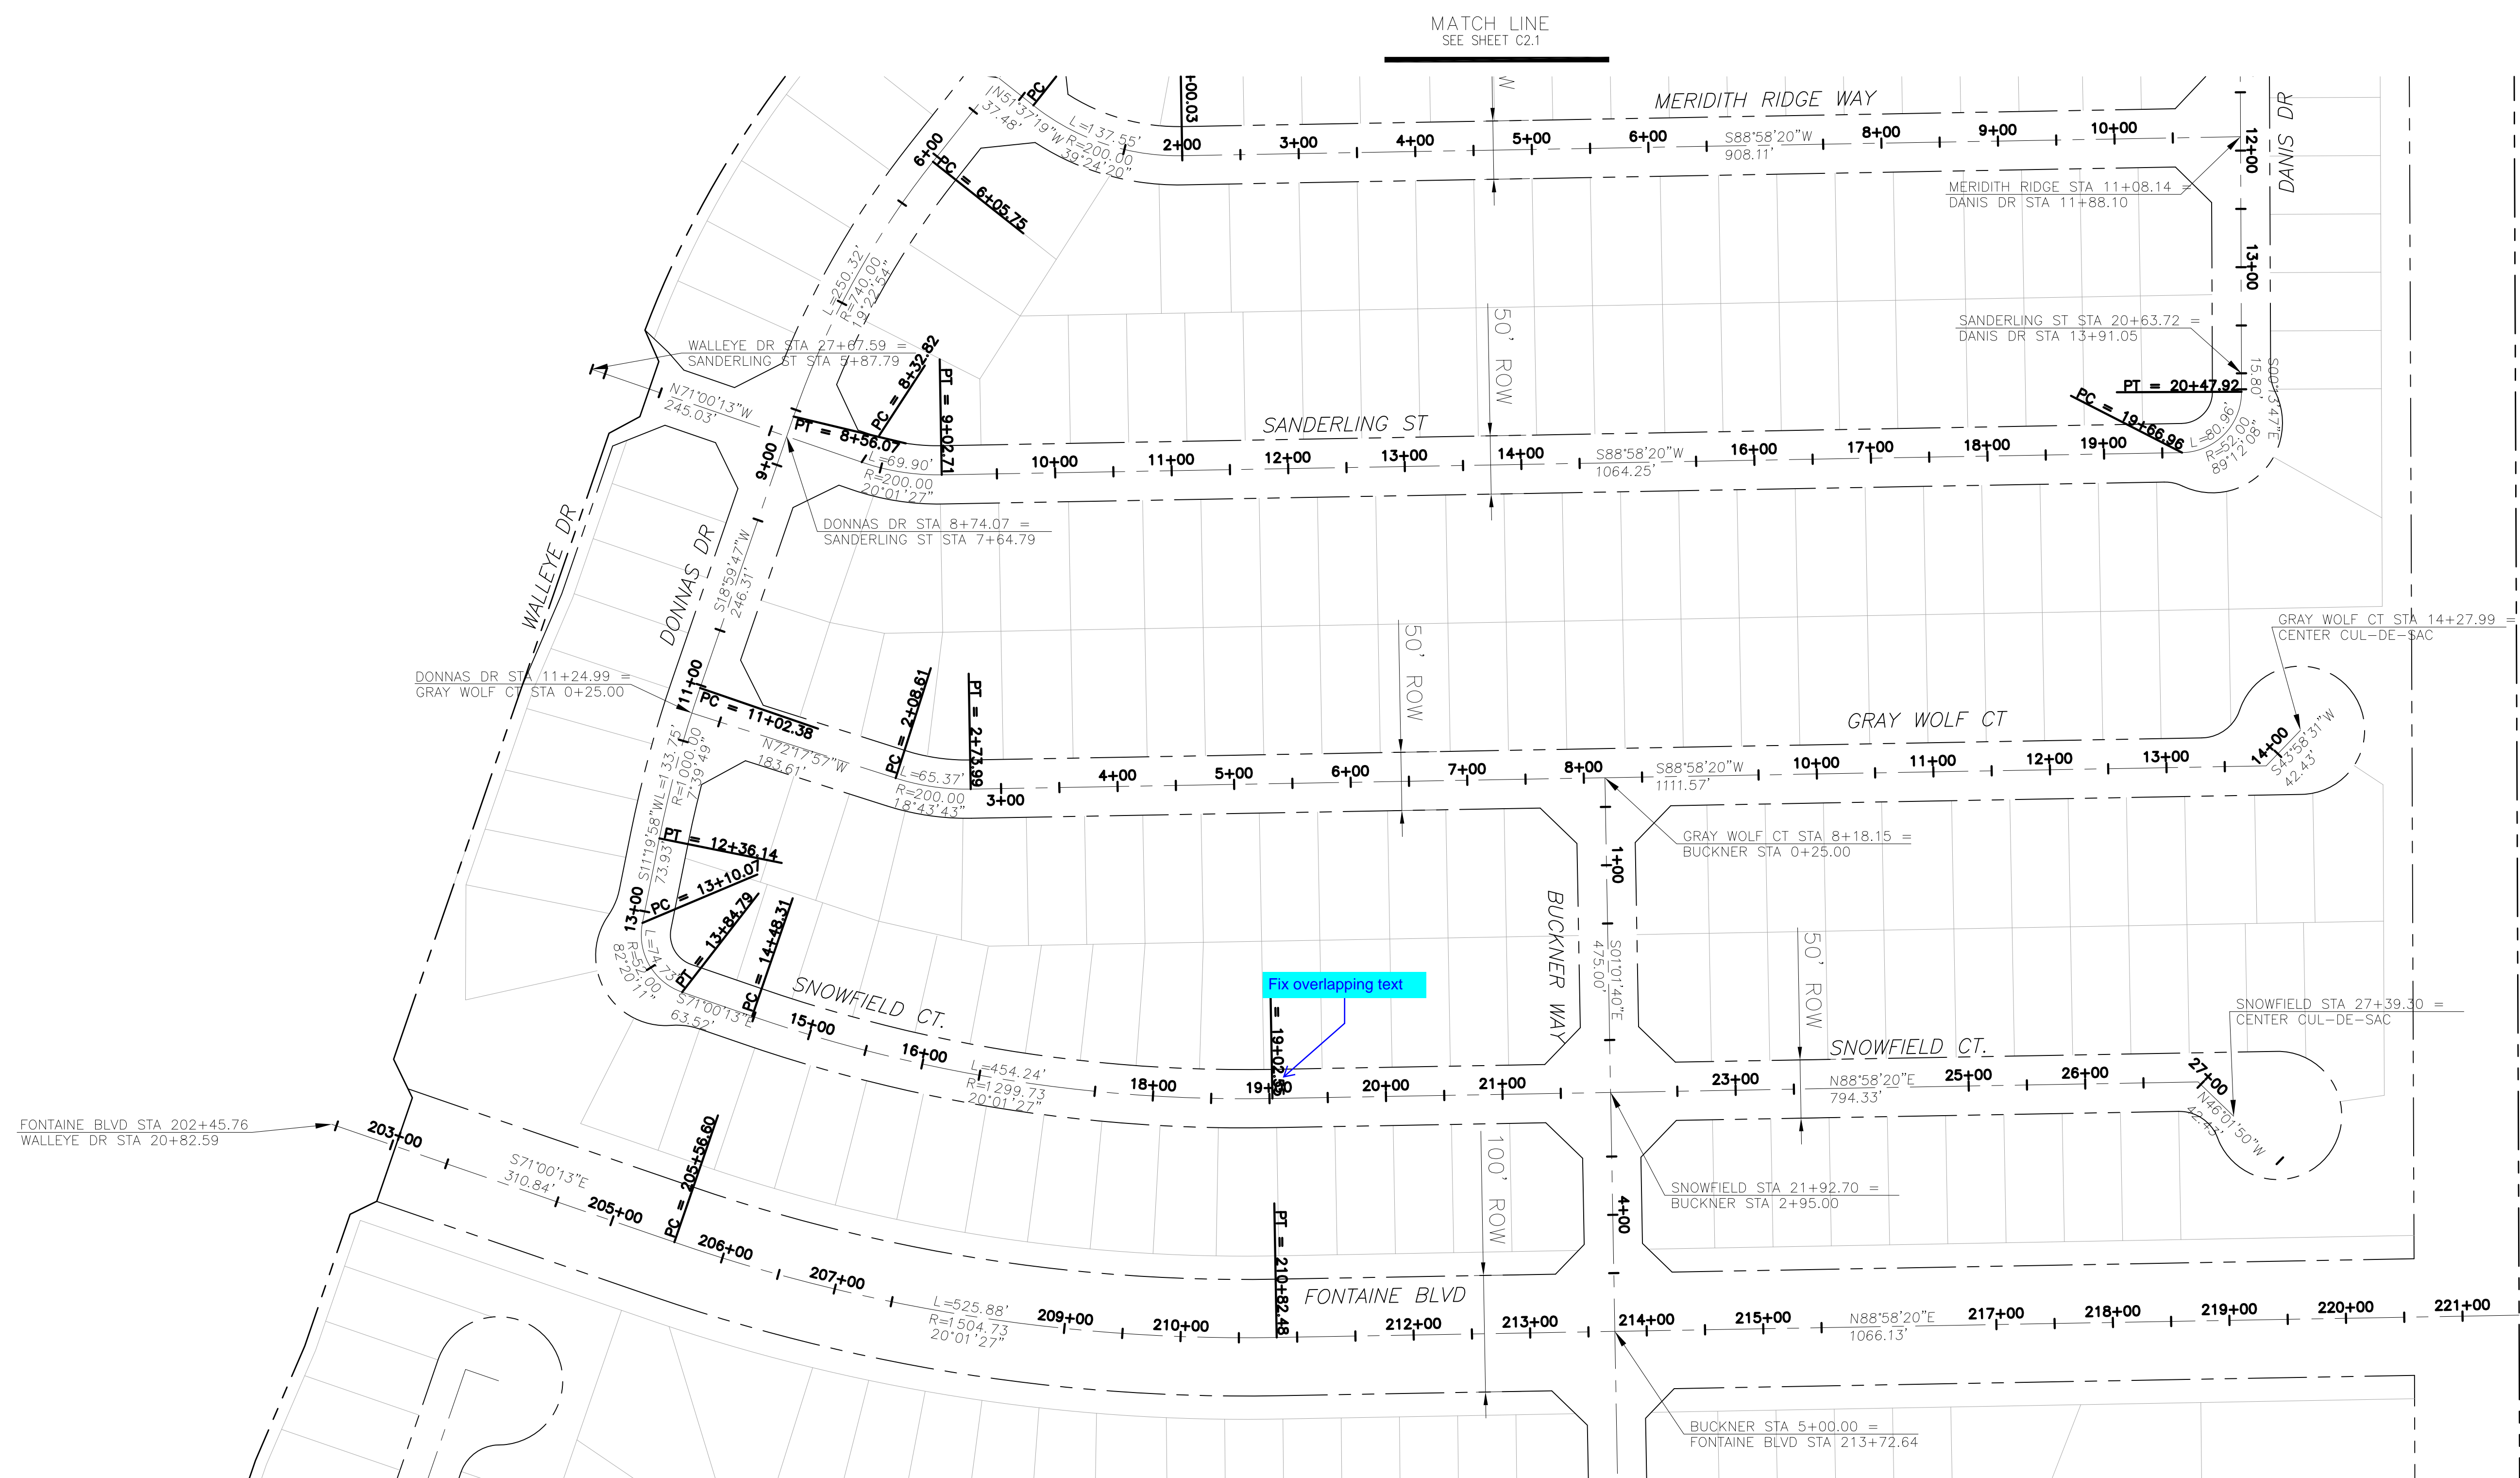 MATCH LINE
SEE SHEET C2.1
MERIDITH RIDGE WAY
DANIS DR
PC
+00.03
N51°37'19"W
37.48'
L=137.55'
R=200.00
39°24'20"
2+00
3+00
4+00
5+00
6+00
S88°58'20"W
908.11'
8+00
9+00
10+00
12+00
13+00
MERIDITH RIDGE STA 11+08.14 =
DANIS DR STA 11+88.10
6+00
PC = 6+05.75
L=250.32'
R=740.00
19°22'54"
WALLEYE DR STA 27+67.59 =
SANDERLING ST STA 5+87.79
PC = 8+32.82
PT = 9+02.71
PT = 8+56.07
N71°00'13"W
245.03'
9+00
L=69.90'
R=200.00
20°01'27"
SANDERLING ST
50' ROW
10+00
11+00
12+00
13+00
14+00
S88°58'20"W
1064.25'
16+00
17+00
18+00
19+00
SANDERLING ST STA 20+63.72 =
DANIS DR STA 13+91.05
PT = 20+47.92
PC = 19+66.96
S00°13'47"E
15.80'
L=80.96'
R=52.00
89°12'08"
DONNAS DR STA 8+74.07 =
SANDERLING ST STA 7+64.79
WALLEYE DR
DONNAS DR
S18°59'47"W
246.31'
DONNAS DR STA 11+24.99 =
GRAY WOLF CT STA 0+25.00
11+00
PC = 11+02.38
N72°17'57"W
183.61'
PC = 2+08.61
PT = 2+73.99
L=65.37'
R=200.00
18°43'43"
3+00
4+00
5+00
6+00
7+00
8+00
50' ROW
GRAY WOLF CT
S88°58'20"W
1111.57'
10+00
11+00
12+00
13+00
14+00
S43°58'31"W
42.43'
GRAY WOLF CT STA 14+27.99 =
CENTER CUL-DE-SAC
GRAY WOLF CT STA 8+18.15 =
BUCKNER STA 0+25.00
L=133.75'
R=1000.00
7°39'49"
S11°19'58"W
73.93'
PT = 12+36.14
PC = 13+10.07
13+00
PT = 13+84.79
PC = 14+48.31
L=74.73'
R=52.00
82°20'11"
S71°00'13"E
63.52'
SNOWFIELD CT.
15+00
16+00
L=454.24'
R=1299.73
20°01'27"
18+00
Fix overlapping text
= 19+02.55
19+00
20+00
21+00
BUCKNER WAY
1+00
S01°01'40"E
475.00'
50' ROW
SNOWFIELD CT.
23+00
N88°58'20"E
794.33'
25+00
26+00
27+00
N46°01'50"W
42.43'
SNOWFIELD STA 27+39.30 =
CENTER CUL-DE-SAC
SNOWFIELD STA 21+92.70 =
BUCKNER STA 2+95.00
4+00
100' ROW
FONTAINE BLVD STA 202+45.76
WALLEYE DR STA 20+82.59
203+00
S71°00'13"E
310.84'
205+00
PC = 205+56.60
206+00
207+00
L=525.88'
R=1504.73
20°01'27"
209+00
210+00
PT = 210+82.48
FONTAINE BLVD
212+00
213+00
214+00
215+00
N88°58'20"E
1066.13'
217+00
218+00
219+00
220+00
221+00
BUCKNER STA 5+00.00 =
FONTAINE BLVD STA 213+72.64